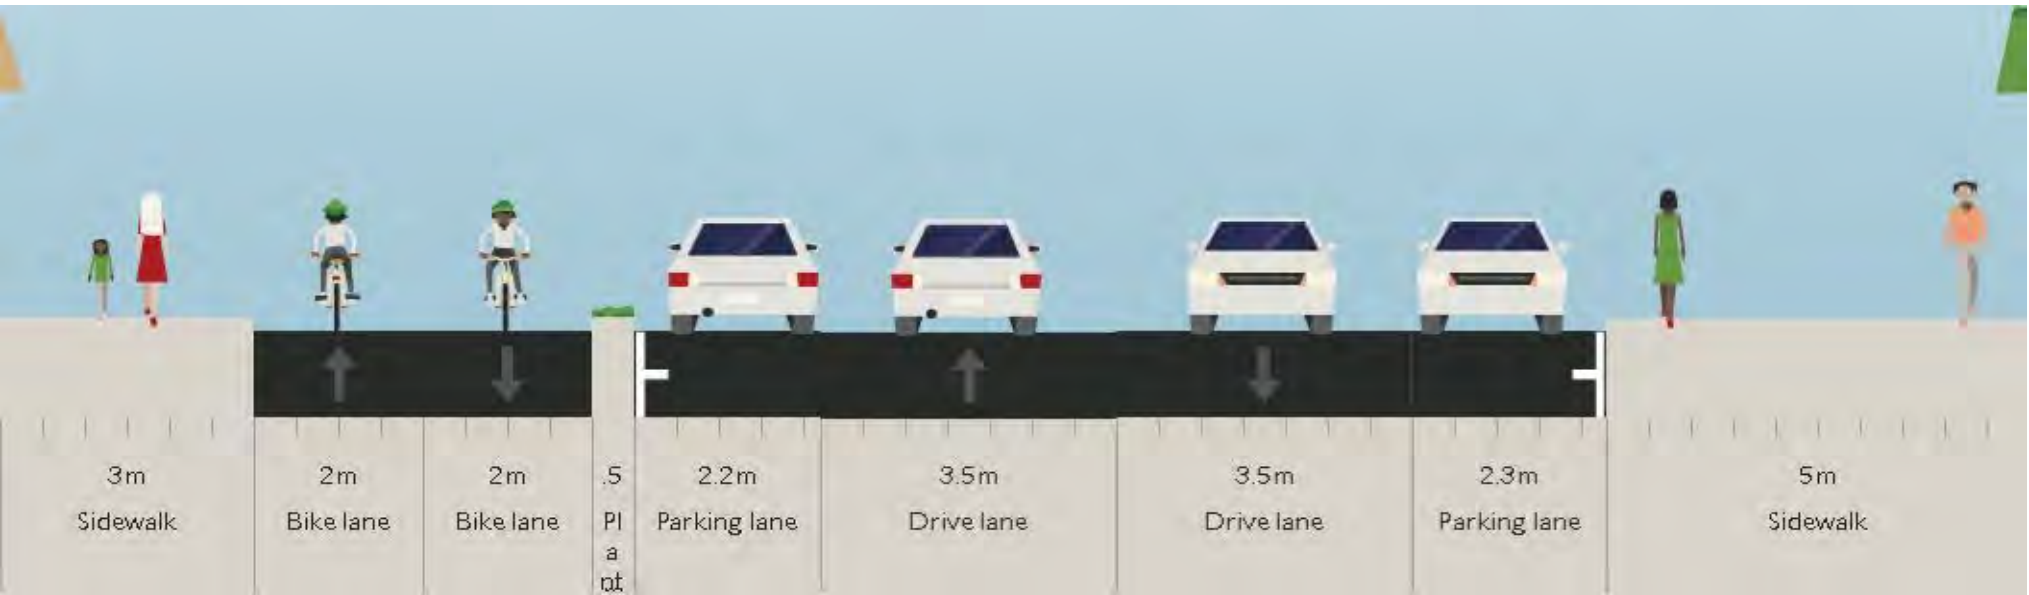 3m
Sidewalk
2m
Bike lane
2m
Bike lane
.5
Pl
a
nt
2.2m
Parking lane
3.5m
Drive lane
3.5m
Drive lane
2.3m
Parking lane
5m
Sidewalk